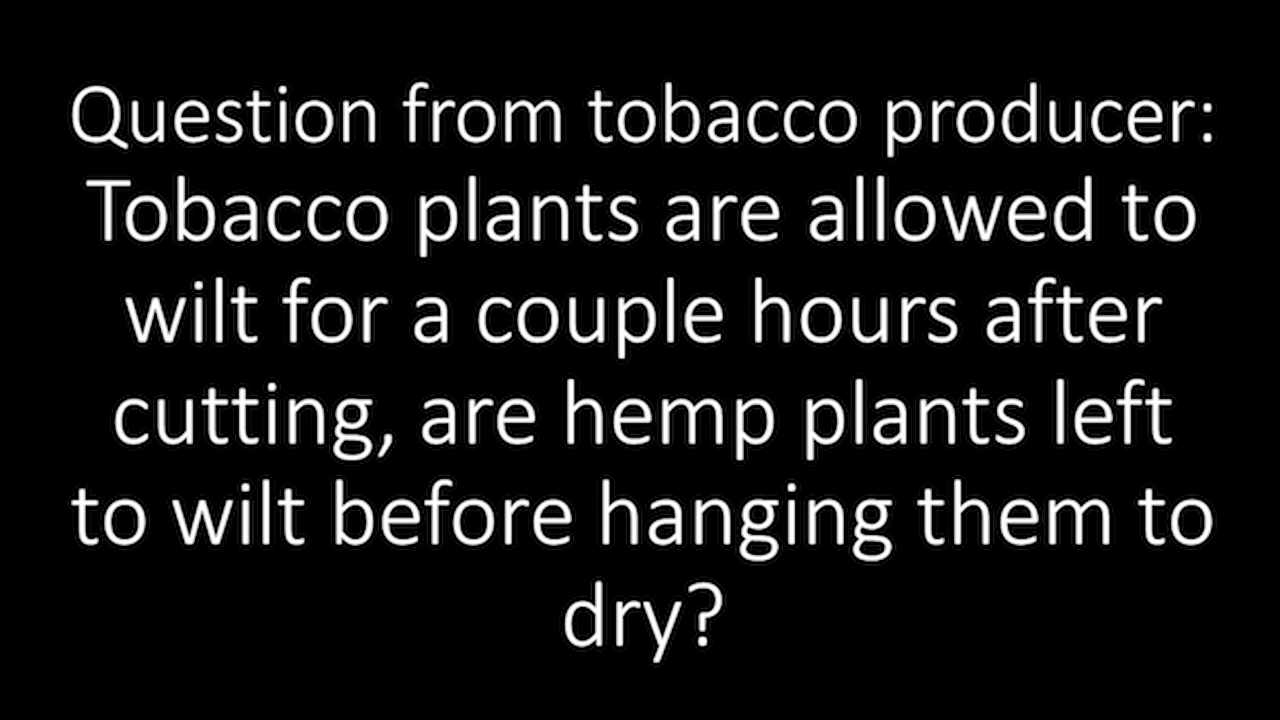 Question from tobacco producer:
Tobacco plants are allowed to
wilt for a couple hours after
cutting, are hemp plants left
to wilt before hanging them to
dry?